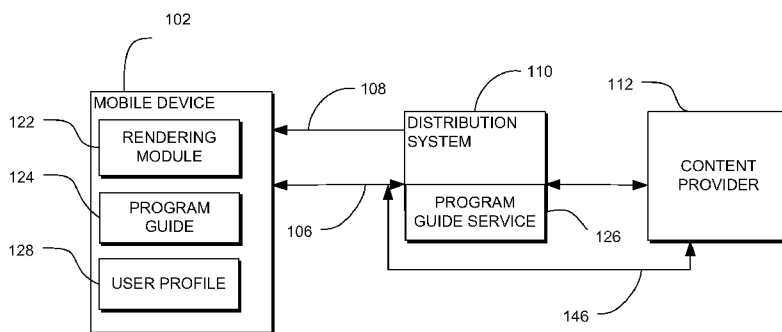 102
MOBILE DEVICE
122
RENDERING
MODULE
124
PROGRAM
GUIDE
128
USER PROFILE
108
106
110
DISTRIBUTION
SYSTEM
PROGRAM
GUIDE SERVICE
126
112
CONTENT
PROVIDER
146